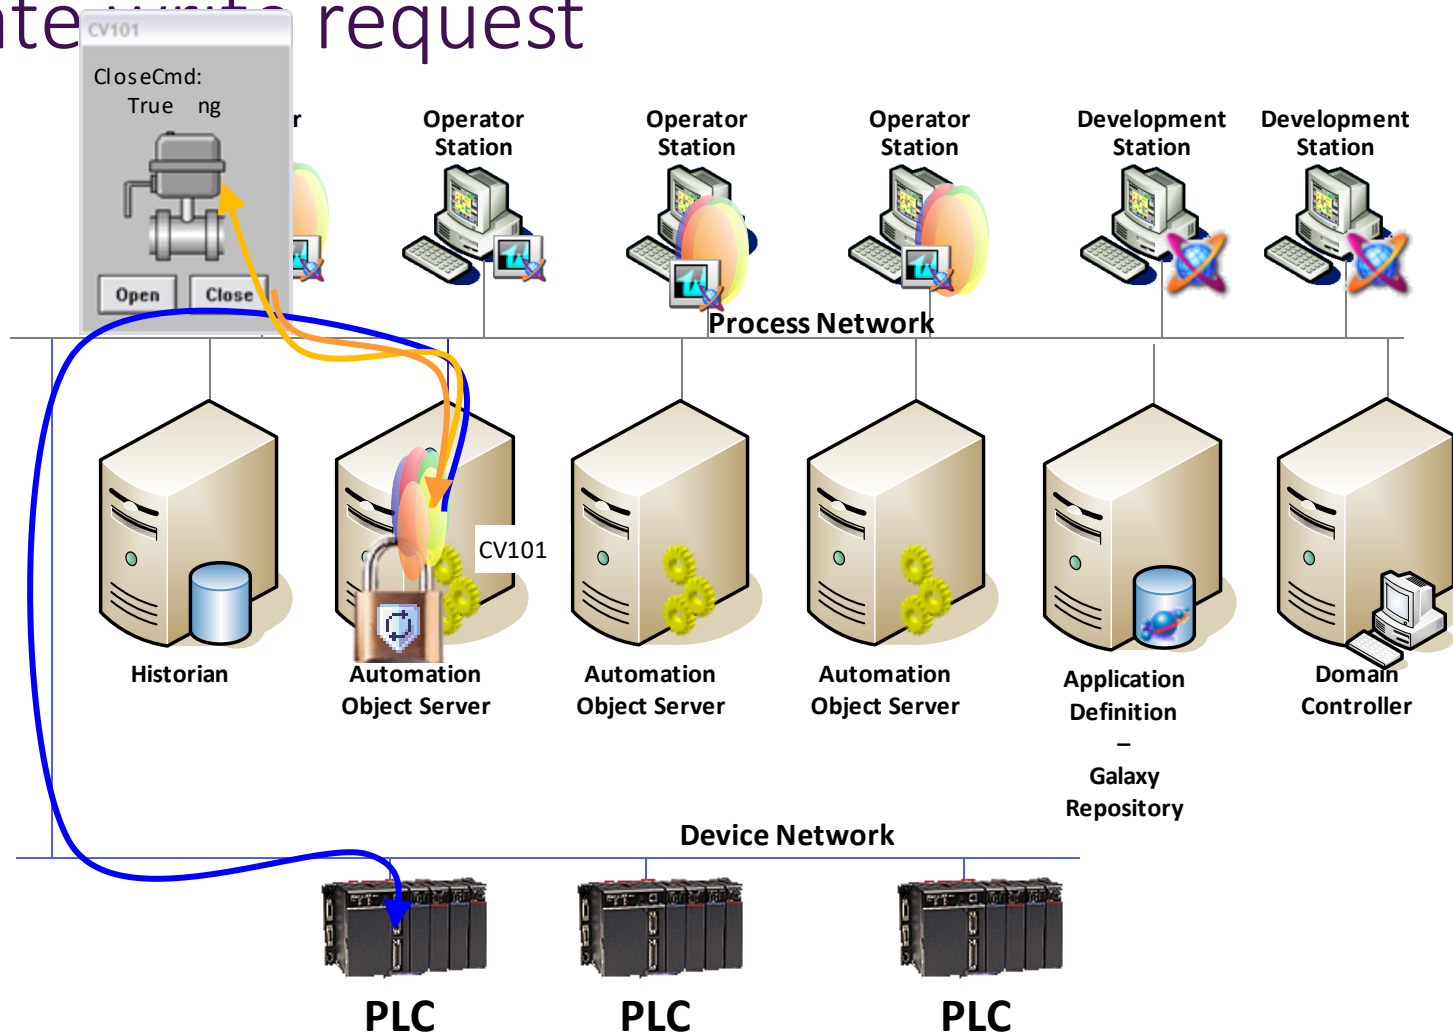 request
CV101
CloseCmd:
True ng
Operator
Station
Operator
Station
Operator
Station
Development
Station
Development
Station
Open
Close
Process Network
CV101
Historian
Automation
Object Server
Automation
Object Server
Automation
Object Server
Application
Definition
–
Galaxy
Repository
Domain
Controller
Device Network
PLC
PLC
PLC